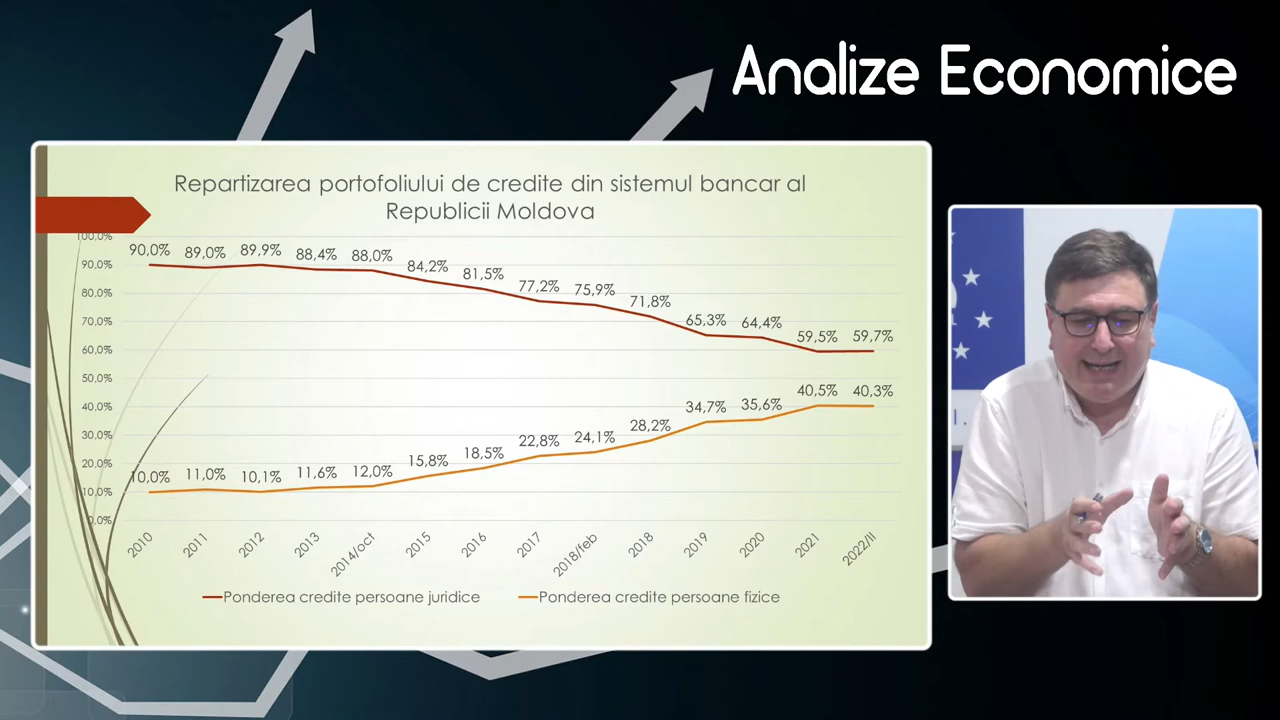 Analize Economice
Repartizarea portofoliului de credite din sistemul bancar al
Republicii Moldova
100,0%
90,0%
80,0%
70,0%
60,0%
50,0%
40,0%
30,0%
20,0%
10,0%
0,0%
90,0% 89,0% 89,9% 88,4% 88,0% 84,2% 81,5% 77,2% 75,9% 71,8% 65,3% 64,4% 59,5% 59,7%
10,0% 11,0% 10,1% 11,6% 12,0% 15,8% 18,5% 22,8% 24,1% 28,2% 34,7% 35,6% 40,5% 40,3%
2010 2011 2012 2013 2014/oct 2015 2016 2017 2018/feb 2018 2019 2020 2021 2022/II
Ponderea credite persoane juridice Ponderea credite persoane fizice